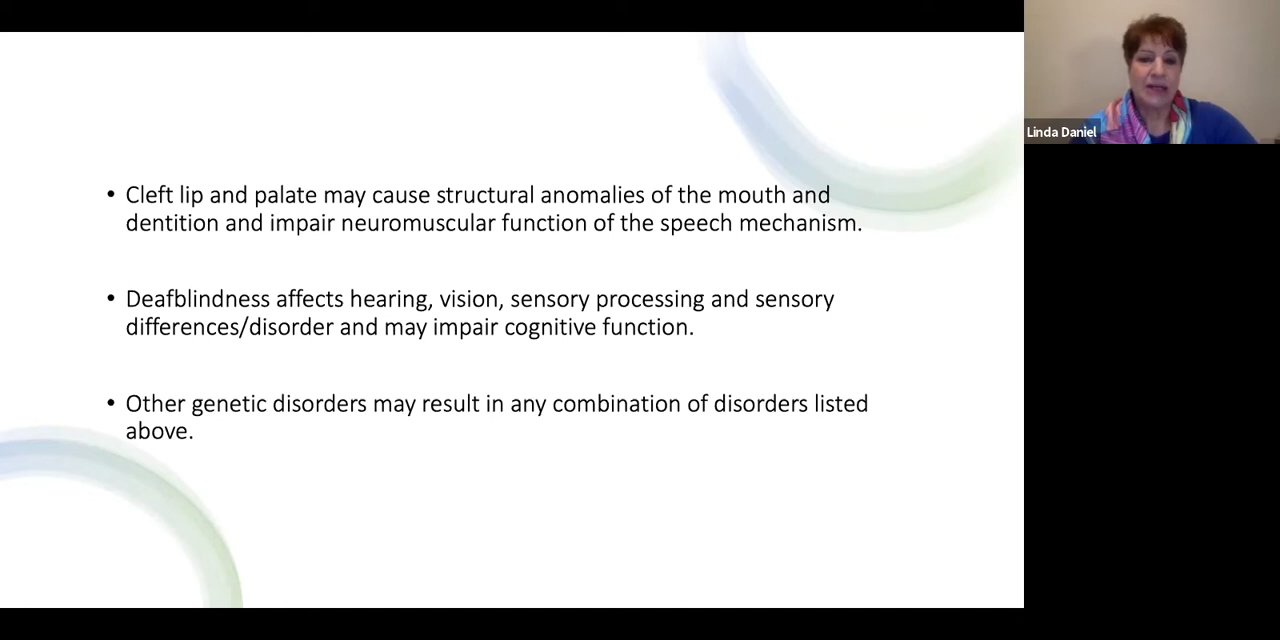 • Cleft lip and palate may cause structural anomalies of the mouth and
dentition and impair neuromuscular function of the speech mechanism.
• Deafblindness affects hearing, vision, sensory processing and sensory
differences/disorder and may impair cognitive function.
• Other genetic disorders may result in any combination of disorders listed
above.
Linda Daniel